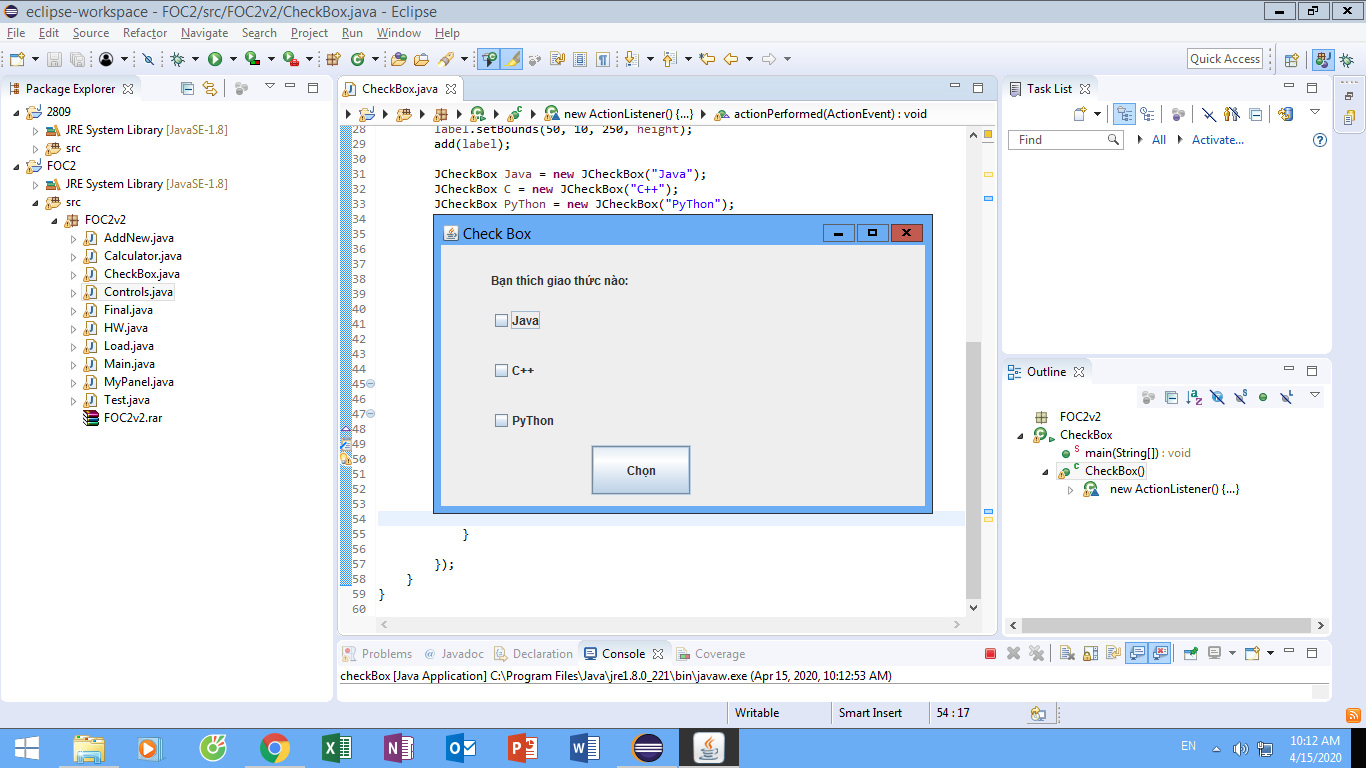 eclipse-workspace - FOC2/src/FOC2v2/CheckBox.java - Eclipse
File Edit Source Refactor Navigate Search Project Run Window Help
Quick Access
Package Explorer
2809
JRE System Library [JavaSE-1.8]
src
FOC2
JRE System Library [JavaSE-1.8]
src
FOC2v2
AddNew.java
Calculator.java
CheckBox.java
Controls.java
Final.java
HW.java
Load.java
Main.java
MyPanel.java
Test.java
FOC2v2.rar
CheckBox.java
new ActionListener() {...} actionPerformed(ActionEvent) : void
28 label.setBounds(50, 10, 250, height);
29 add(label);
30
31 JCheckBox Java = new JCheckBox("Java");
32 JCheckBox C = new JCheckBox("C++");
33 JCheckBox PyThon = new JCheckBox("PyThon");
34
35
36
37
38
39
40
41
42
43
44
45
46
47
48
49
50
51
52
53
54
55 }
56
57 });
58 }
59 }
60
Check Box
Bạn thích giao thức nào:
Java
C++
PyThon
Chọn
Task List
Find All Activate...
Outline
FOC2v2
CheckBox
main(String[]) : void
CheckBox()
new ActionListener() {...}
Problems Javadoc Declaration Console Coverage
checkBox [Java Application] C:\Program Files\Java\jre1.8.0_221\bin\javaw.exe (Apr 15, 2020, 10:12:53 AM)
Writable Smart Insert 54 : 17
EN
10:12 AM
4/15/2020